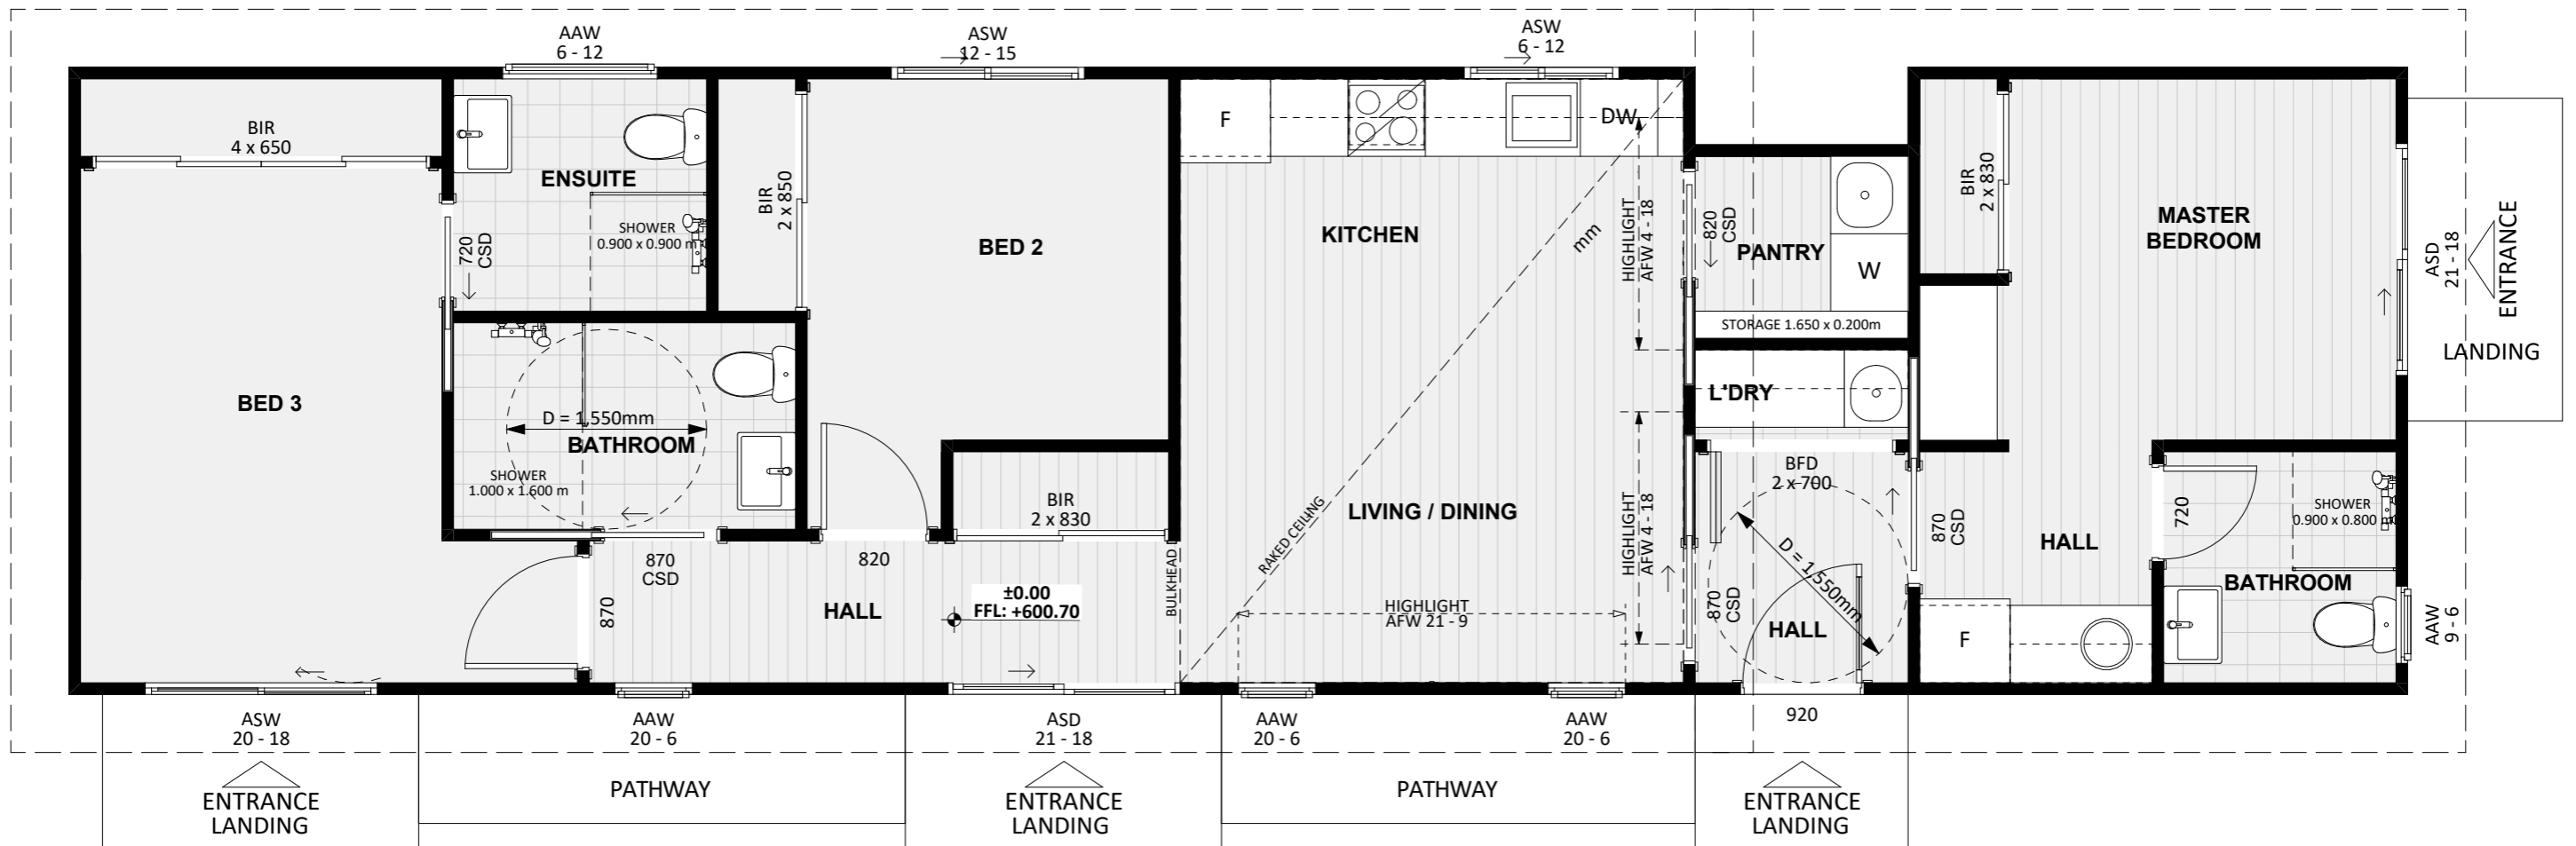 AAW
6 - 12
ASW
12 - 15
ASW
6 - 12
BIR
4 x 650
ENSUITE
SHOWER
0.900 x 0.900 m
720
CSD
BIR
2 x 850
BED 2
F
DW
KITCHEN
mm
HIGHLIGHT
AFW 4 - 18
820
CSD
PANTRY
W
STORAGE 1.650 x 0.200m
BIR
2 x 830
MASTER
BEDROOM
ASD
21 - 18
ENTRANCE
LANDING
BED 3
D = 1,550mm
BATHROOM
SHOWER
1.000 x 1.600 m
L'DRY
BIR
2 x 830
LIVING / DINING
RAKED CEILING
HIGHLIGHT
AFW 4 - 18
BFD
2 x 700
870
CSD
HALL
720
SHOWER
0.900 x 0.800 m
BATHROOM
870
CSD
820
870
HALL
±0.00
FFL: +600.70
BULKHEAD
HIGHLIGHT
AFW 21 - 9
870
CSD
D = 1,550mm
HALL
F
AAW
9 - 6
ASW
20 - 18
AAW
20 - 6
ASD
21 - 18
AAW
20 - 6
AAW
20 - 6
920
ENTRANCE
LANDING
PATHWAY
ENTRANCE
LANDING
PATHWAY
ENTRANCE
LANDING